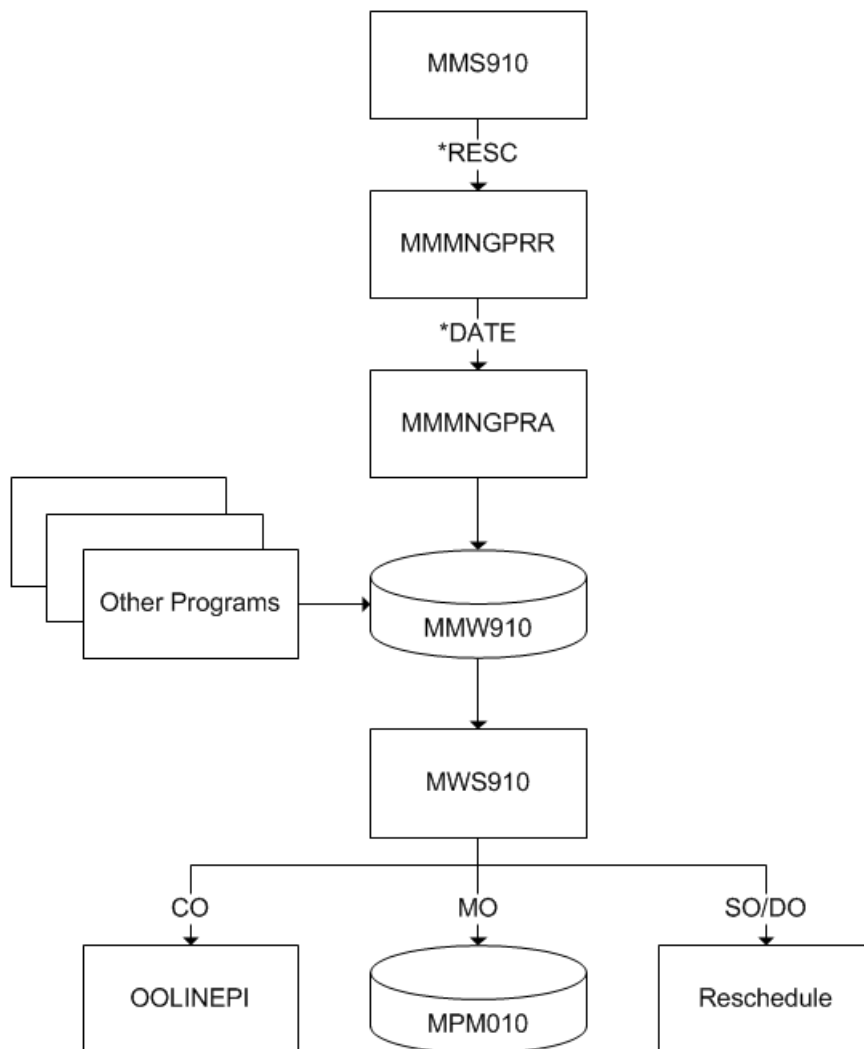 MMS910
*RESC
MMMNGPRR
*DATE
MMMNGPRA
Other Programs
MMW910
MWS910
CO
MO
SO/DO
OOLINEPI
MPM010
Reschedule